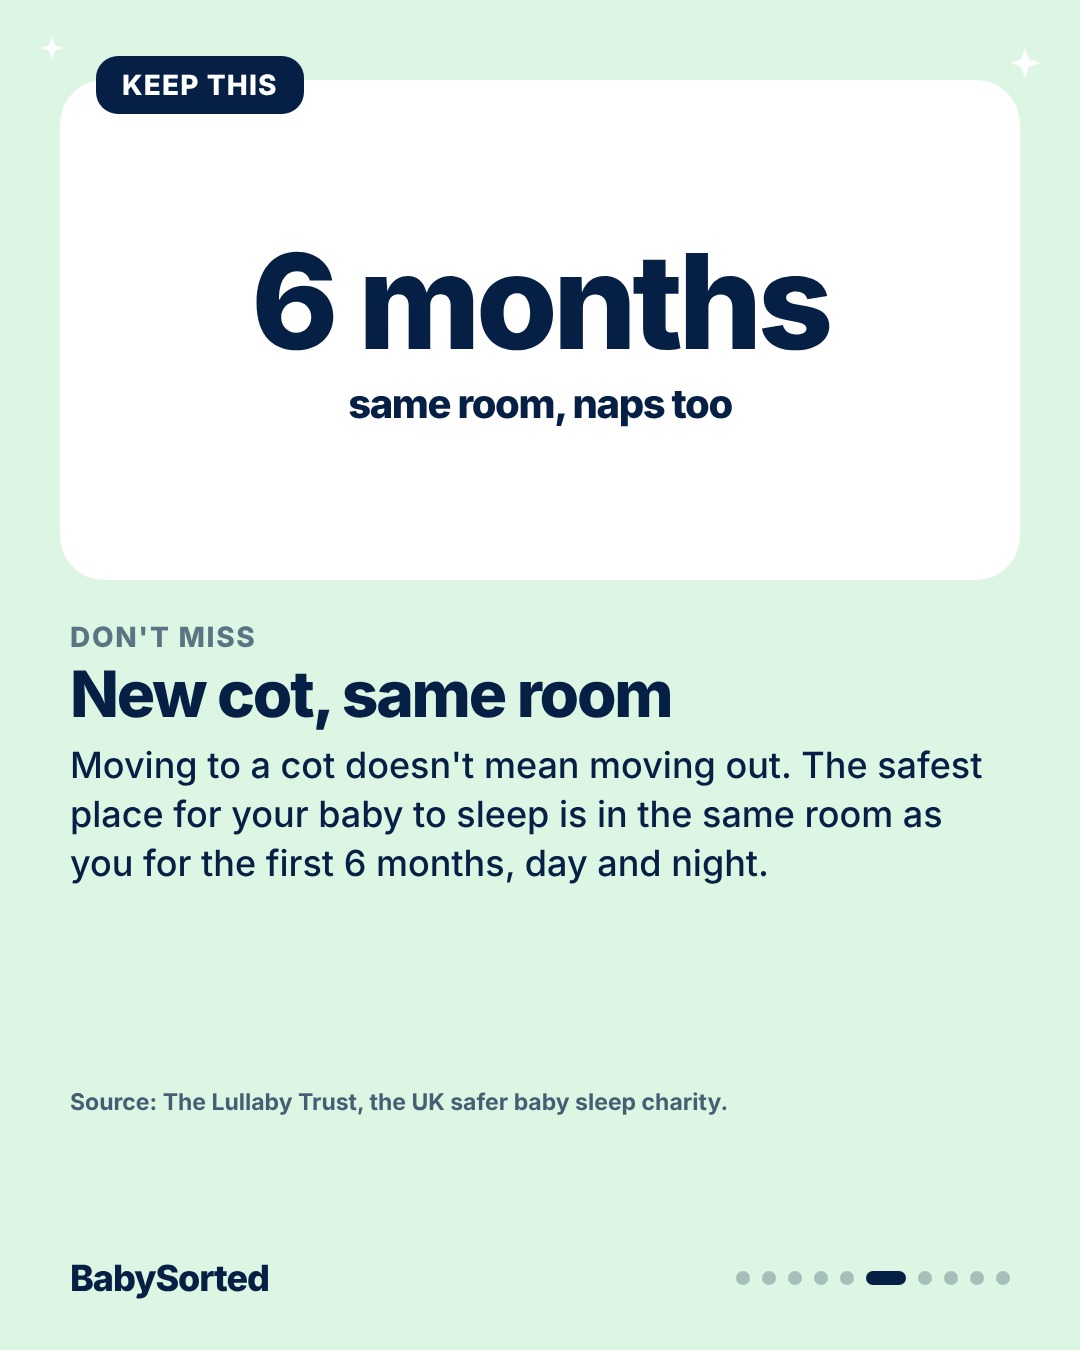 KEEP THIS
6 months
same room, naps too
DON'T MISS
New cot, same room
Moving to a cot doesn't mean moving out. The safest
place for your baby to sleep is in the same room as
you for the first 6 months, day and night.
Source: The Lullaby Trust, the UK safer baby sleep charity.
BabySorted